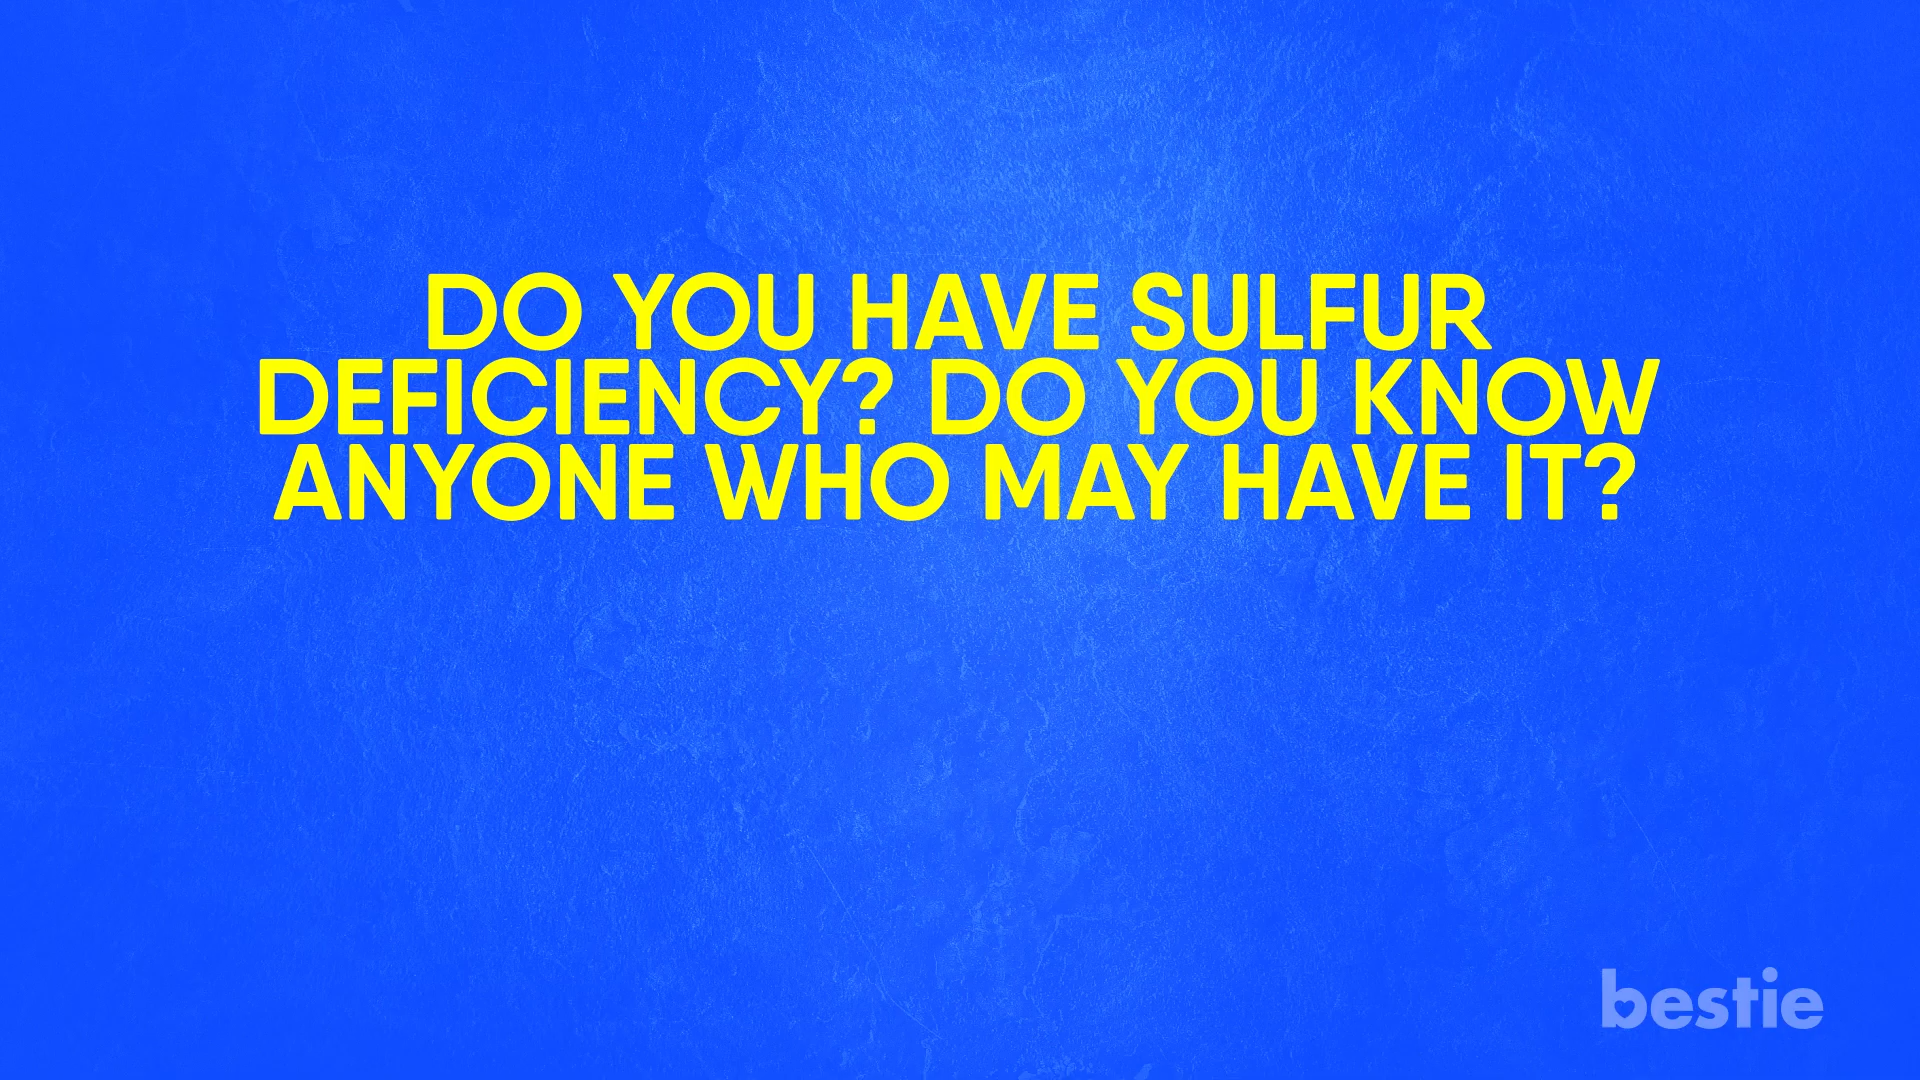 DO YOU HAVE SULFUR
DEFICIENCY? DO YOU KNOW
ANYONE WHO MAY HAVE IT?
bestie